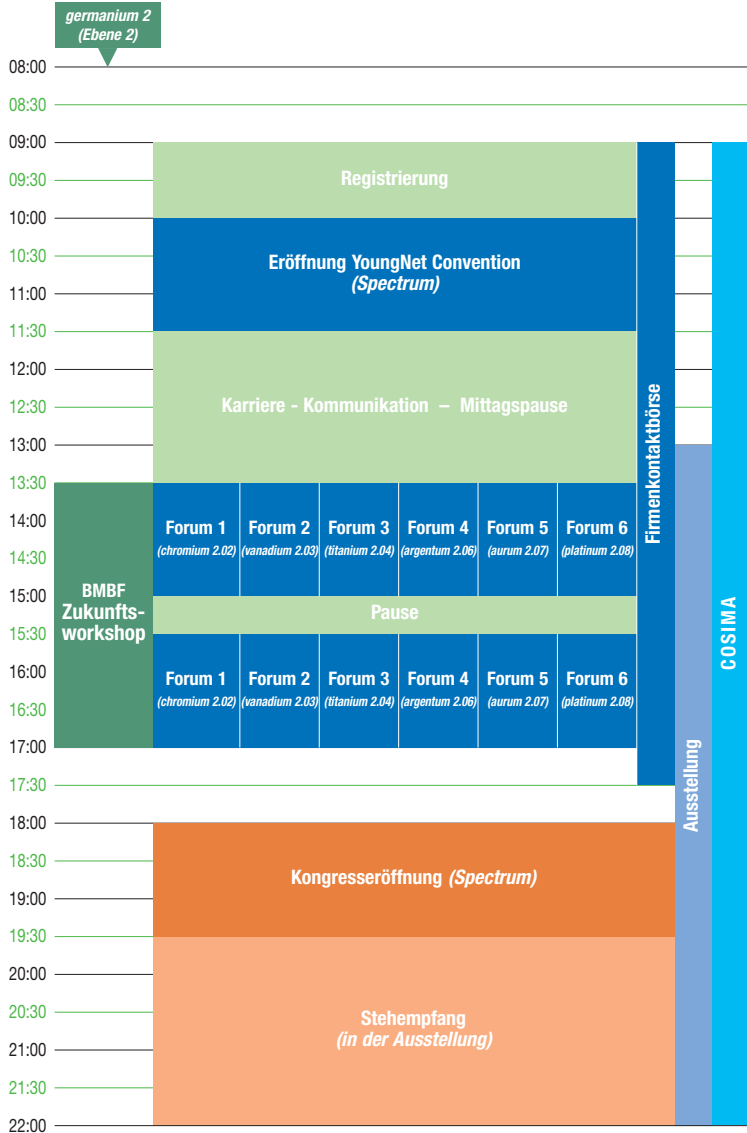 germanium 2
(Ebene 2)
08:00
08:30
09:00
09:30
Registrierung
10:00
10:30
Eröffnung YoungNet Convention
(Spectrum)
11:00
11:30
12:00
12:30
Karriere - Kommunikation – Mittagspause
13:00
13:30
14:00
Forum 1 Forum 2 Forum 3 Forum 4 Forum 5 Forum 6
(chromium 2.02) (vanadium 2.03) (titanium 2.04) (argentum 2.06) (aurum 2.07) (platinum 2.08)
14:30
15:00
BMBF
Zukunfts-
workshop
Pause
15:30
16:00
Forum 1 Forum 2 Forum 3 Forum 4 Forum 5 Forum 6
(chromium 2.02) (vanadium 2.03) (titanium 2.04) (argentum 2.06) (aurum 2.07) (platinum 2.08)
16:30
17:00
17:30
18:00
18:30
Kongresseröffnung (Spectrum)
19:00
19:30
20:00
20:30
Stehempfang
(in der Ausstellung)
21:00
21:30
22:00
Firmenkontaktbörse
Ausstellung
COSIMA